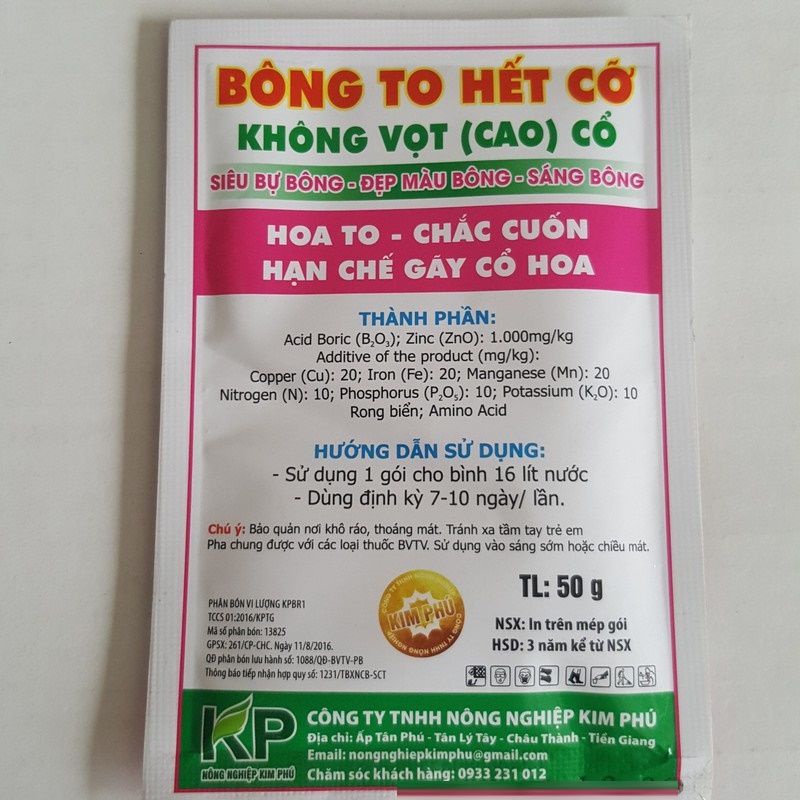 BÔNG TO HẾT CỠ
KHÔNG VỌT (CAO) CỔ
SIÊU BỰ BÔNG - ĐẸP MÀU BÔNG - SÁNG BÔNG
HOA TO - CHẮC CUỐN
HẠN CHẾ GÃY CỔ HOA
THÀNH PHẦN:
Acid Boric (B₂O₃); Zinc (ZnO): 1.000mg/kg
Additive of the product (mg/kg):
Copper (Cu): 20; Iron (Fe): 20; Manganese (Mn): 20
Nitrogen (N): 10; Phosphorus (P₂O₅): 10; Potassium (K₂O): 10
Rong biển; Amino Acid
HƯỚNG DẪN SỬ DỤNG:
- Sử dụng 1 gói cho bình 16 lít nước
- Dùng định kỳ 7-10 ngày/ lần.
Chú ý: Bảo quản nơi khô ráo, thoáng mát. Tránh xa tầm tay trẻ em
Pha chung được với các loại thuốc BVTV. Sử dụng vào sáng sớm hoặc chiều mát.
PHÂN BÓN VI LƯỢNG KPBR1
TCCS 01:2016/KPTG
Mã số phân bón: 13825
GPSX: 261/CP-CHC. Ngày 11/8/2016.
QĐ phân bón lưu hành số: 1088/QĐ-BVTV-PB
Thông báo tiếp nhận hợp quy số: 1231/TBXNCB-SCT
CÔNG TY TNHH NÔNG NGHIỆP
KIM PHÚ
CÔNG TY TNHH NÔNG NGHIỆP
TL: 50 g
NSX: In trên mép gói
HSD: 3 năm kể từ NSX
KP
NÔNG NGHIỆP KIM PHÚ
CÔNG TY TNHH NÔNG NGHIỆP KIM PHÚ
Địa chỉ: Ấp Tân Phú - Tân Lý Tây - Châu Thành - Tiền Giang
Email: nongnghiepkimphu@gmail.com
Chăm sóc khách hàng: 0933 231 012